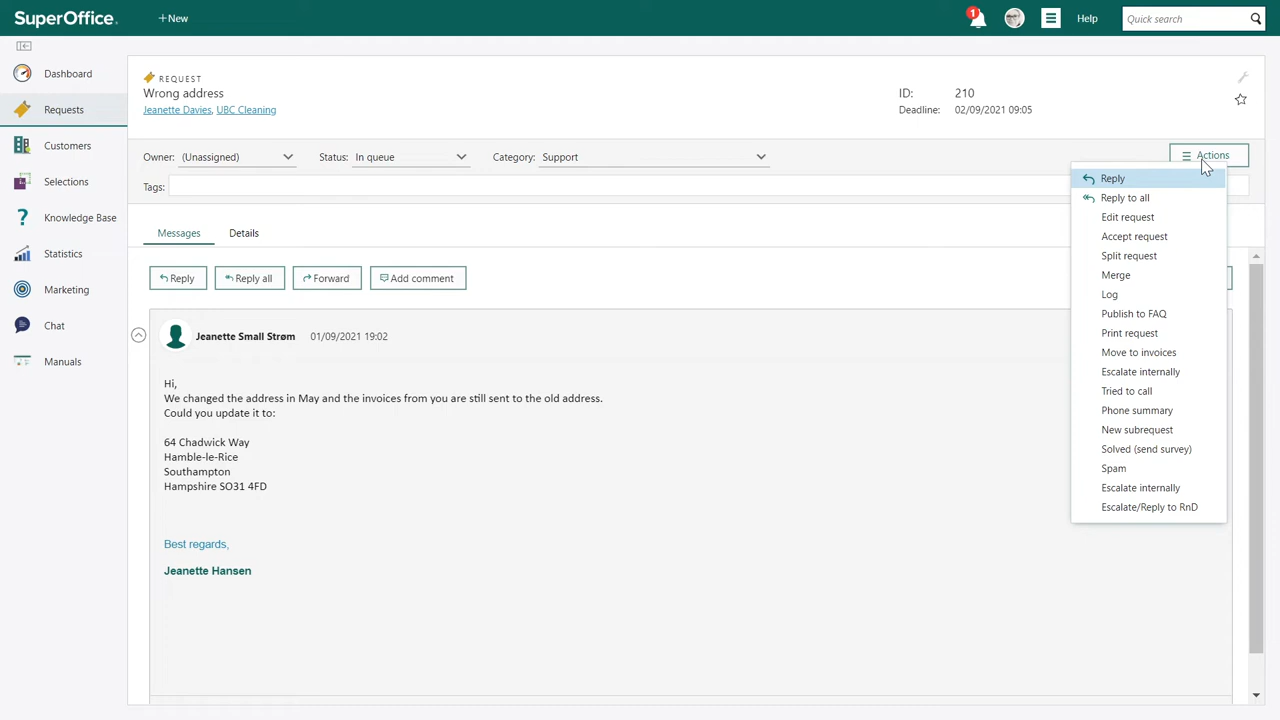 SuperOffice.
+New
1
Help
Quick search
Dashboard
Requests
Customers
Selections
Knowledge Base
Statistics
Marketing
Chat
Manuals
REQUEST
Wrong address
Jeanette Davies, UBC Cleaning
ID: 210
Deadline: 02/09/2021 09:05
Owner: (Unassigned)
Status: In queue
Category: Support
Actions
Tags:
Reply
Reply to all
Edit request
Accept request
Split request
Merge
Log
Publish to FAQ
Print request
Move to invoices
Escalate internally
Tried to call
Phone summary
New subrequest
Solved (send survey)
Spam
Escalate internally
Escalate/Reply to RnD
Messages
Details
Reply
Reply all
Forward
Add comment
Jeanette Small Strøm 01/09/2021 19:02
Hi,
We changed the address in May and the invoices from you are still sent to the old address.
Could you update it to:
64 Chadwick Way
Hamble-le-Rice
Southampton
Hampshire SO31 4FD
Best regards,
Jeanette Hansen